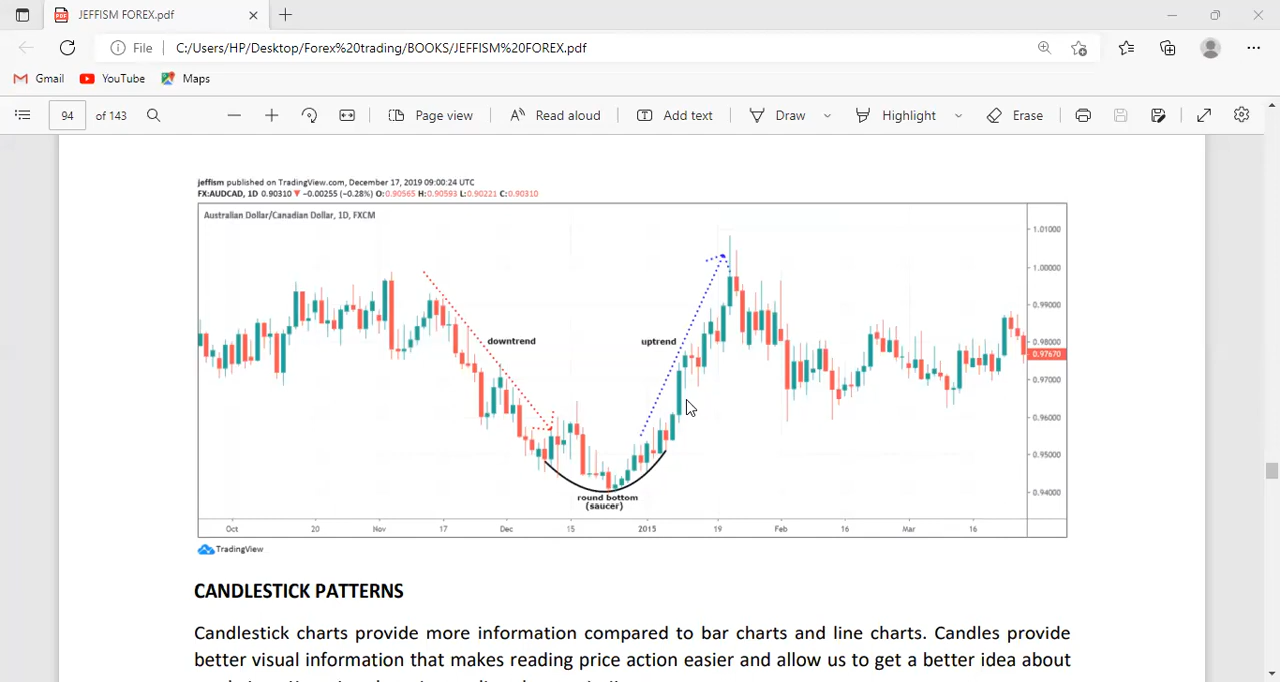 JEFFISM FOREX.pdf
File
C:/Users/HP/Desktop/Forex%20trading/BOOKS/JEFFISM%20FOREX.pdf
Gmail YouTube Maps
94 of 143 Page view Read aloud Add text Draw Highlight Erase
jeffism published on TradingView.com, December 17, 2019 09:00:24 UTC
FX:AUDCAD, 1D 0.90310 ▼ −0.00255 (−0.28%) O:0.90565 H:0.90593 L:0.90221 C:0.90310
Australian Dollar/Canadian Dollar, 1D, FXCM
1.01000
1.00000
0.99000
0.98000
0.97670
0.97000
0.96000
0.95000
0.94000
downtrend
uptrend
round bottom
(saucer)
Oct 20 Nov 17 Dec 15 2015 19 Feb 16 Mar 16
TradingView
CANDLESTICK PATTERNS
Candlestick charts provide more information compared to bar charts and line charts. Candles provide
better visual information that makes reading price action easier and allow us to get a better idea about